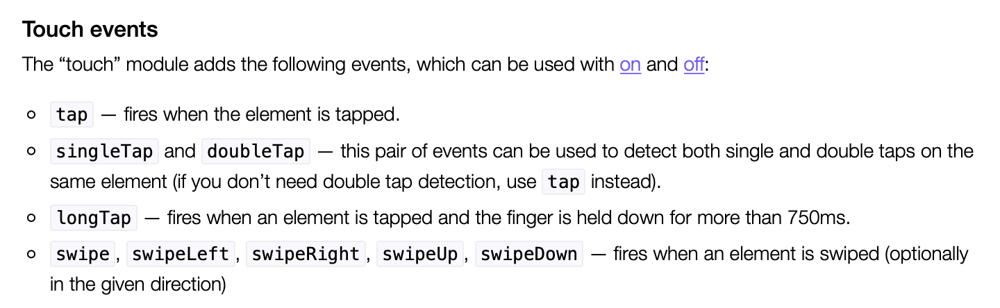 Touch events
The “touch” module adds the following events, which can be used with on and off:
tap — fires when the element is tapped.
singleTap and doubleTap — this pair of events can be used to detect both single and double taps on the
same element (if you don’t need double tap detection, use tap instead).
longTap — fires when an element is tapped and the finger is held down for more than 750ms.
swipe, swipeLeft, swipeRight, swipeUp, swipeDown — fires when an element is swiped (optionally
in the given direction)